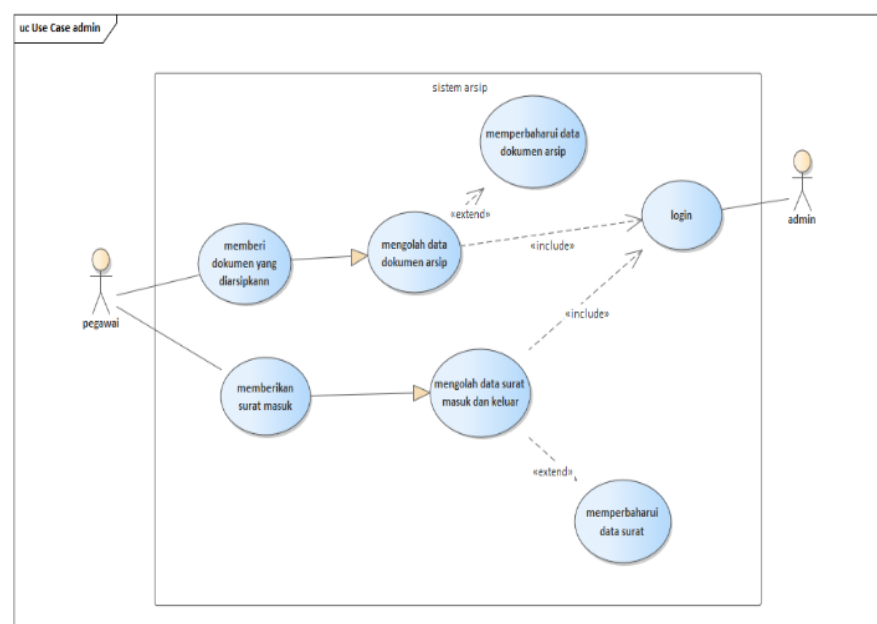 uc Use Case admin
sistem arsip
memperbaharui data
dokumen arsip
«extend»
login
admin
«include»
memberi
dokumen yang
diarsipkann
mengolah data
dokumen arsip
pegawai
«include»
memberikan
surat masuk
mengolah data surat
masuk dan keluar
«extend»
memperbaharui
data surat